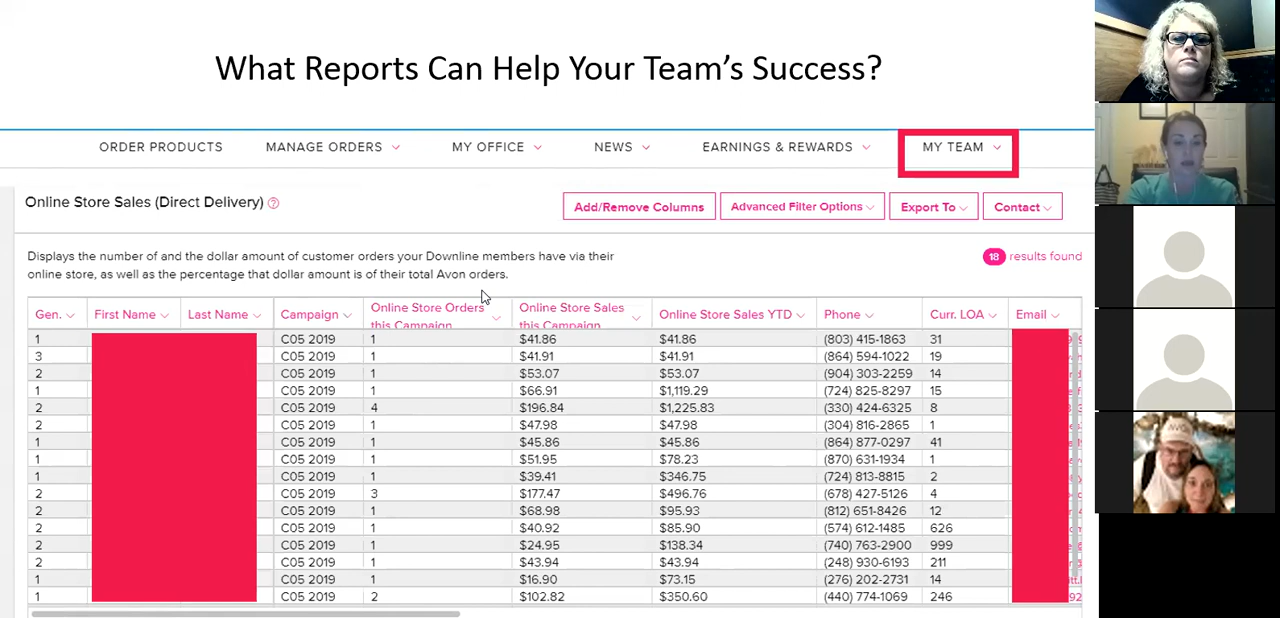 What Reports Can Help Your Team's Success?
ORDER PRODUCTS MANAGE ORDERS MY OFFICE NEWS EARNINGS & REWARDS MY TEAM
Online Store Sales (Direct Delivery) ?
Add/Remove Columns Advanced Filter Options Export To Contact
Displays the number of and the dollar amount of customer orders your Downline members have via their
online store, as well as the percentage that dollar amount is of their total Avon orders.
18 results found
Gen. First Name Last Name Campaign Online Store Orders this Campaign Online Store Sales this Campaign Online Store Sales YTD Phone Curr. LOA Email
1 C05 2019 1 $41.86 $41.86 (803) 415-1863 31
3 C05 2019 1 $41.91 $41.91 (864) 594-1022 19
2 C05 2019 1 $53.07 $53.07 (904) 303-2259 14
1 C05 2019 1 $66.91 $1,119.29 (724) 825-8297 15
2 C05 2019 4 $196.84 $1,225.83 (330) 424-6325 8
2 C05 2019 1 $47.98 $47.98 (304) 816-2865 1
1 C05 2019 1 $45.86 $45.86 (864) 877-0297 41
1 C05 2019 1 $51.95 $78.23 (870) 631-1934 1
1 C05 2019 1 $39.41 $346.75 (724) 813-8815 2
2 C05 2019 3 $177.47 $496.76 (678) 427-5126 4
2 C05 2019 1 $68.98 $95.93 (812) 651-8426 12
2 C05 2019 1 $40.92 $85.90 (574) 612-1485 626
2 C05 2019 1 $24.95 $138.34 (740) 763-2900 999
2 C05 2019 1 $43.94 $43.94 (248) 930-6193 211
1 C05 2019 1 $16.90 $73.15 (276) 202-2731 14
1 C05 2019 2 $102.82 $350.60 (440) 774-1069 246